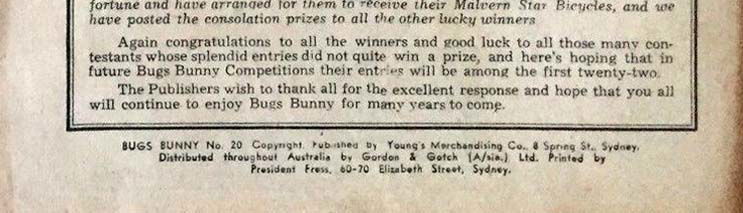 fortune and have arranged for them to receive their Malvern Star Bicycles, and we
have posted the consolation prizes to all the other lucky winners
Again congratulations to all the winners and good luck to all those many con-
testants whose splendid entries did not quite win a prize, and here's hoping that in
future Bugs Bunny Competitions their entries will be among the first twenty-two.
The Publishers wish to thank all for the excellent response and hope that you all
will continue to enjoy Bugs Bunny for many years to come.
BUGS BUNNY No. 20 Copyright. Published by Young's Merchandising Co., 8 Spring St., Sydney.
Distributed throughout Australia by Gordon & Gotch (A/sia.) Ltd. Printed by
President Press, 60-70 Elizabeth Street, Sydney.